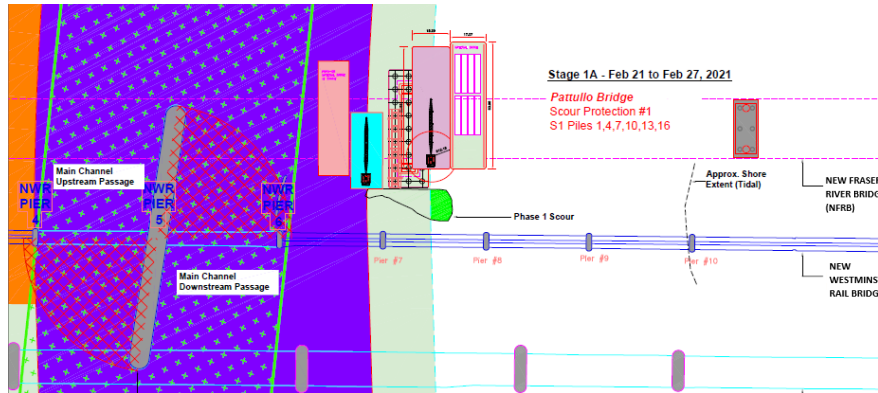 Stage 1A - Feb 21 to Feb 27, 2021
Pattullo Bridge
Scour Protection #1
S1 Piles 1,4,7,10,13,16
Main Channel
Upstream Passage
NWR
PIER
4
NWR
PIER
5
NWR
PIER
Approx. Shore
Extent (Tidal)
NEW FRASER
RIVER BRIDG
(NFRB)
Phase 1 Scour
Pier #7
Pier #8
Pier #9
Pier #10
Main Channel
Downstream Passage
NEW
WESTMINS
RAIL BRIDG